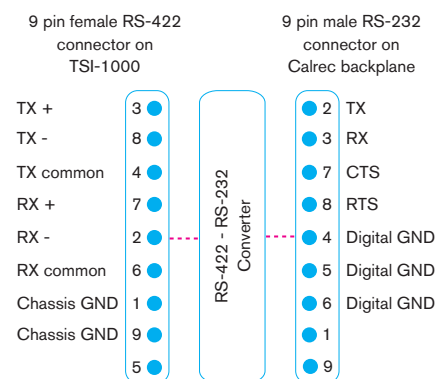 9 pin female RS-422
connector on
TSI-1000
9 pin male RS-232
connector on
Calrec backplane
TX + 3
TX - 8
TX common 4
RX + 7
RX - 2
RX common 6
Chassis GND 1
Chassis GND 9
5
RS-422 - RS-232
Converter
2 TX
3 RX
7 CTS
8 RTS
4 Digital GND
5 Digital GND
6 Digital GND
1
9